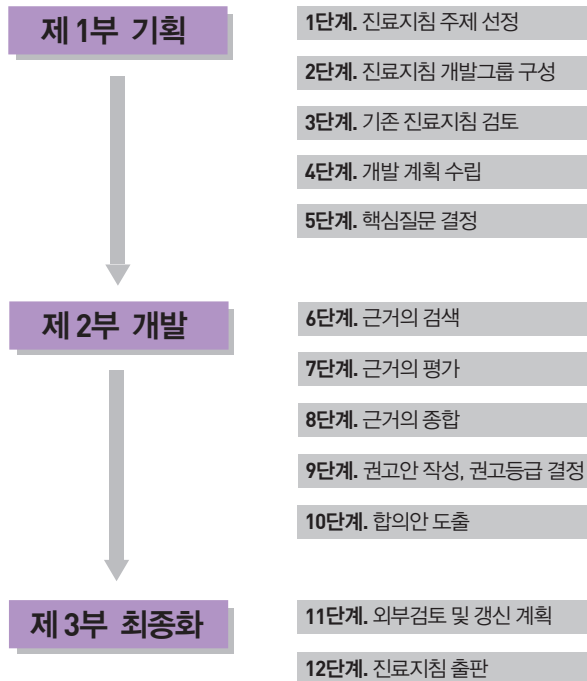 제1부 기획
1단계. 진료지침 주제 선정
2단계. 진료지침 개발그룹 구성
3단계. 기존 진료지침 검토
4단계. 개발 계획 수립
5단계. 핵심질문 결정
제2부 개발
6단계. 근거의 검색
7단계. 근거의 평가
8단계. 근거의 종합
9단계. 권고안 작성, 권고등급 결정
10단계. 합의안 도출
제3부 최종화
11단계. 외부검토 및 갱신 계획
12단계. 진료지침 출판